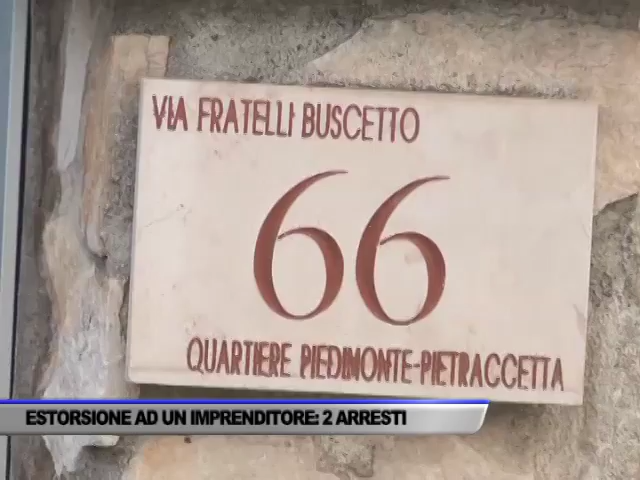 VIA FRATELLI BUSCETTO
66
QUARTIERE PIEDIMONTE-PIETRACCETTA
ESTORSIONE AD UN IMPRENDITORE: 2 ARRESTI